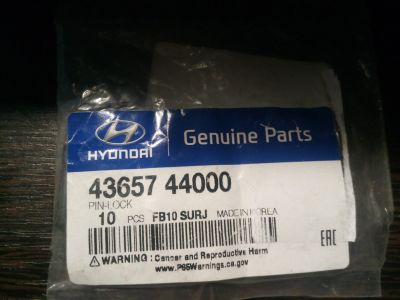 HYUNDAI
Genuine Parts
43657 44000
PIN-LOCK
10 PCS FB10 SURJ MADE IN KOREA
EAC
WARNING : Cancer and Reproductive Harm
www.P65Warnings.ca.gov